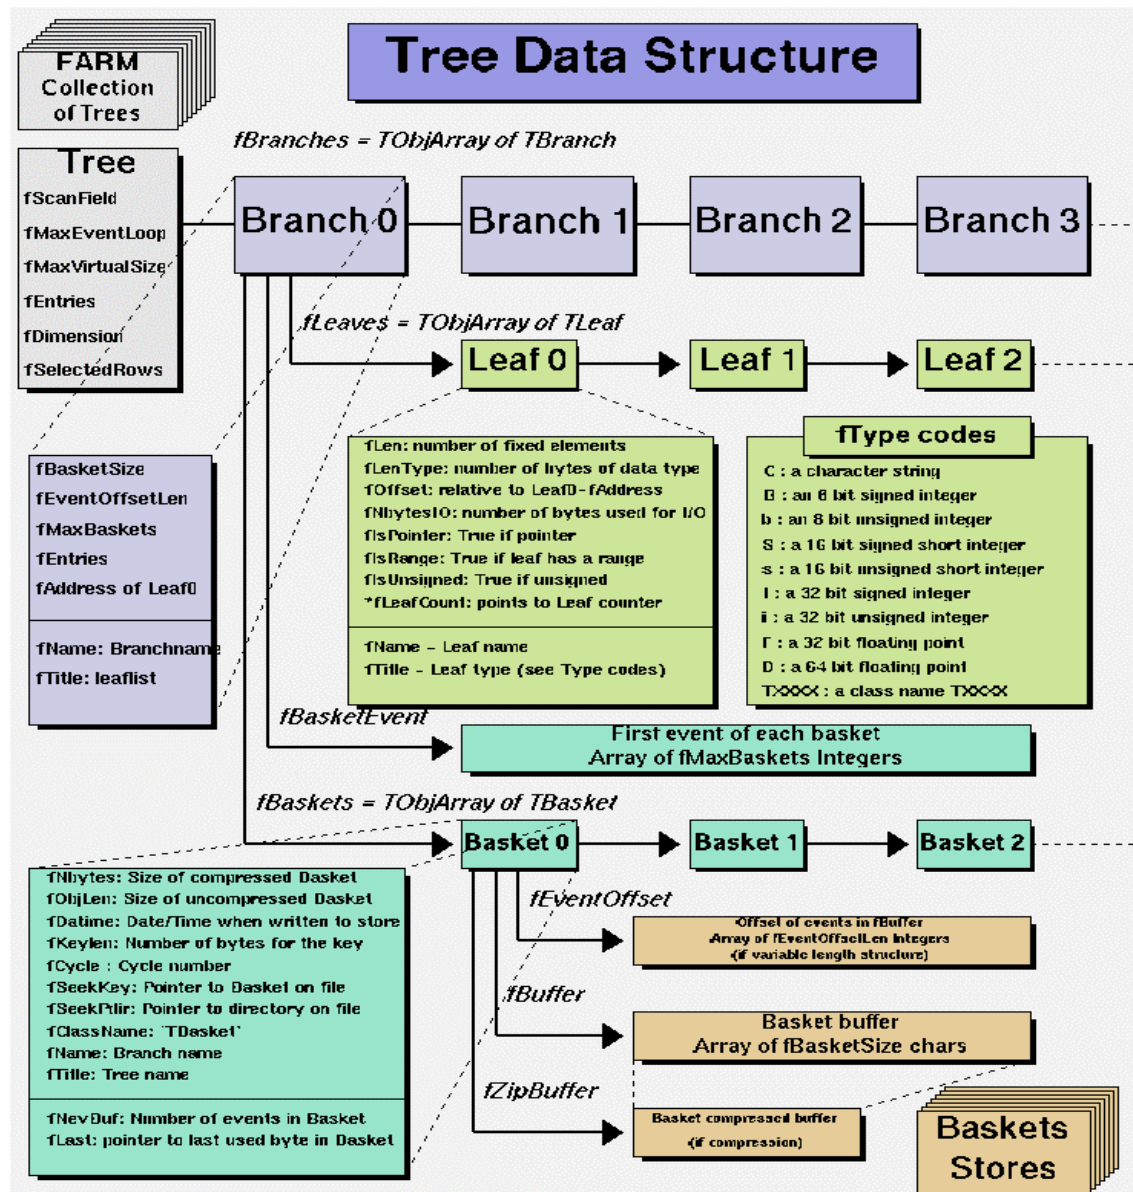 FARM
Collection
of Trees
Tree Data Structure
fBranches = TObjArray of TBranch
Tree
fScanField
fMaxEventLoop
fMaxVirtualSize
fEntries
fDimension
fSelectedRows
Branch 0
Branch 1
Branch 2
Branch 3
fLeaves = TObjArray of TLeaf
Leaf 0
Leaf 1
Leaf 2
fBasketSize
fEventOffsetLen
fMaxBaskets
fEntries
fAddress of Leaf0
fName: Branchname
fTitle: leaflist
fLen: number of fixed elements
fLenType: number of bytes of data type
fOffset: relative to Leaf0-fAddress
fNbytesIO: number of bytes used for I/O
fIsPointer: True if pointer
fIsRange: True if leaf has a range
fIsUnsigned: True if unsigned
*fLeafCount: points to Leaf counter
fName - Leaf name
fTitle - Leaf type (see Type codes)
fType codes
C : a character string
B : an 8 bit signed integer
b : an 8 bit unsigned integer
S : a 16 bit signed short integer
s : a 16 bit unsigned short integer
I : a 32 bit signed integer
i : a 32 bit unsigned integer
F : a 32 bit floating point
D : a 64 bit floating point
TXXXX : a class name TXXXX
fBasketEvent
First event of each basket
Array of fMaxBaskets Integers
fBaskets = TObjArray of TBasket
Basket 0
Basket 1
Basket 2
fNbytes: Size of compressed Basket
fObjLen: Size of uncompressed Basket
fDatime: Date/Time when written to store
fKeylen: Number of bytes for the key
fCycle : Cycle number
fSeekKey: Pointer to Basket on file
fSeekPdir: Pointer to directory on file
fClassName: 'TBasket'
fName: Branch name
fTitle: Tree name
fNevBuf: Number of events in Basket
fLast: pointer to last used byte in Basket
fEventOffset
Offset of events in fBuffer
Array of fEventOffsetLen Integers
(if variable length structure)
fBuffer
Basket buffer
Array of fBasketSize chars
fZipBuffer
Basket compressed buffer
(if compression)
Baskets
Stores